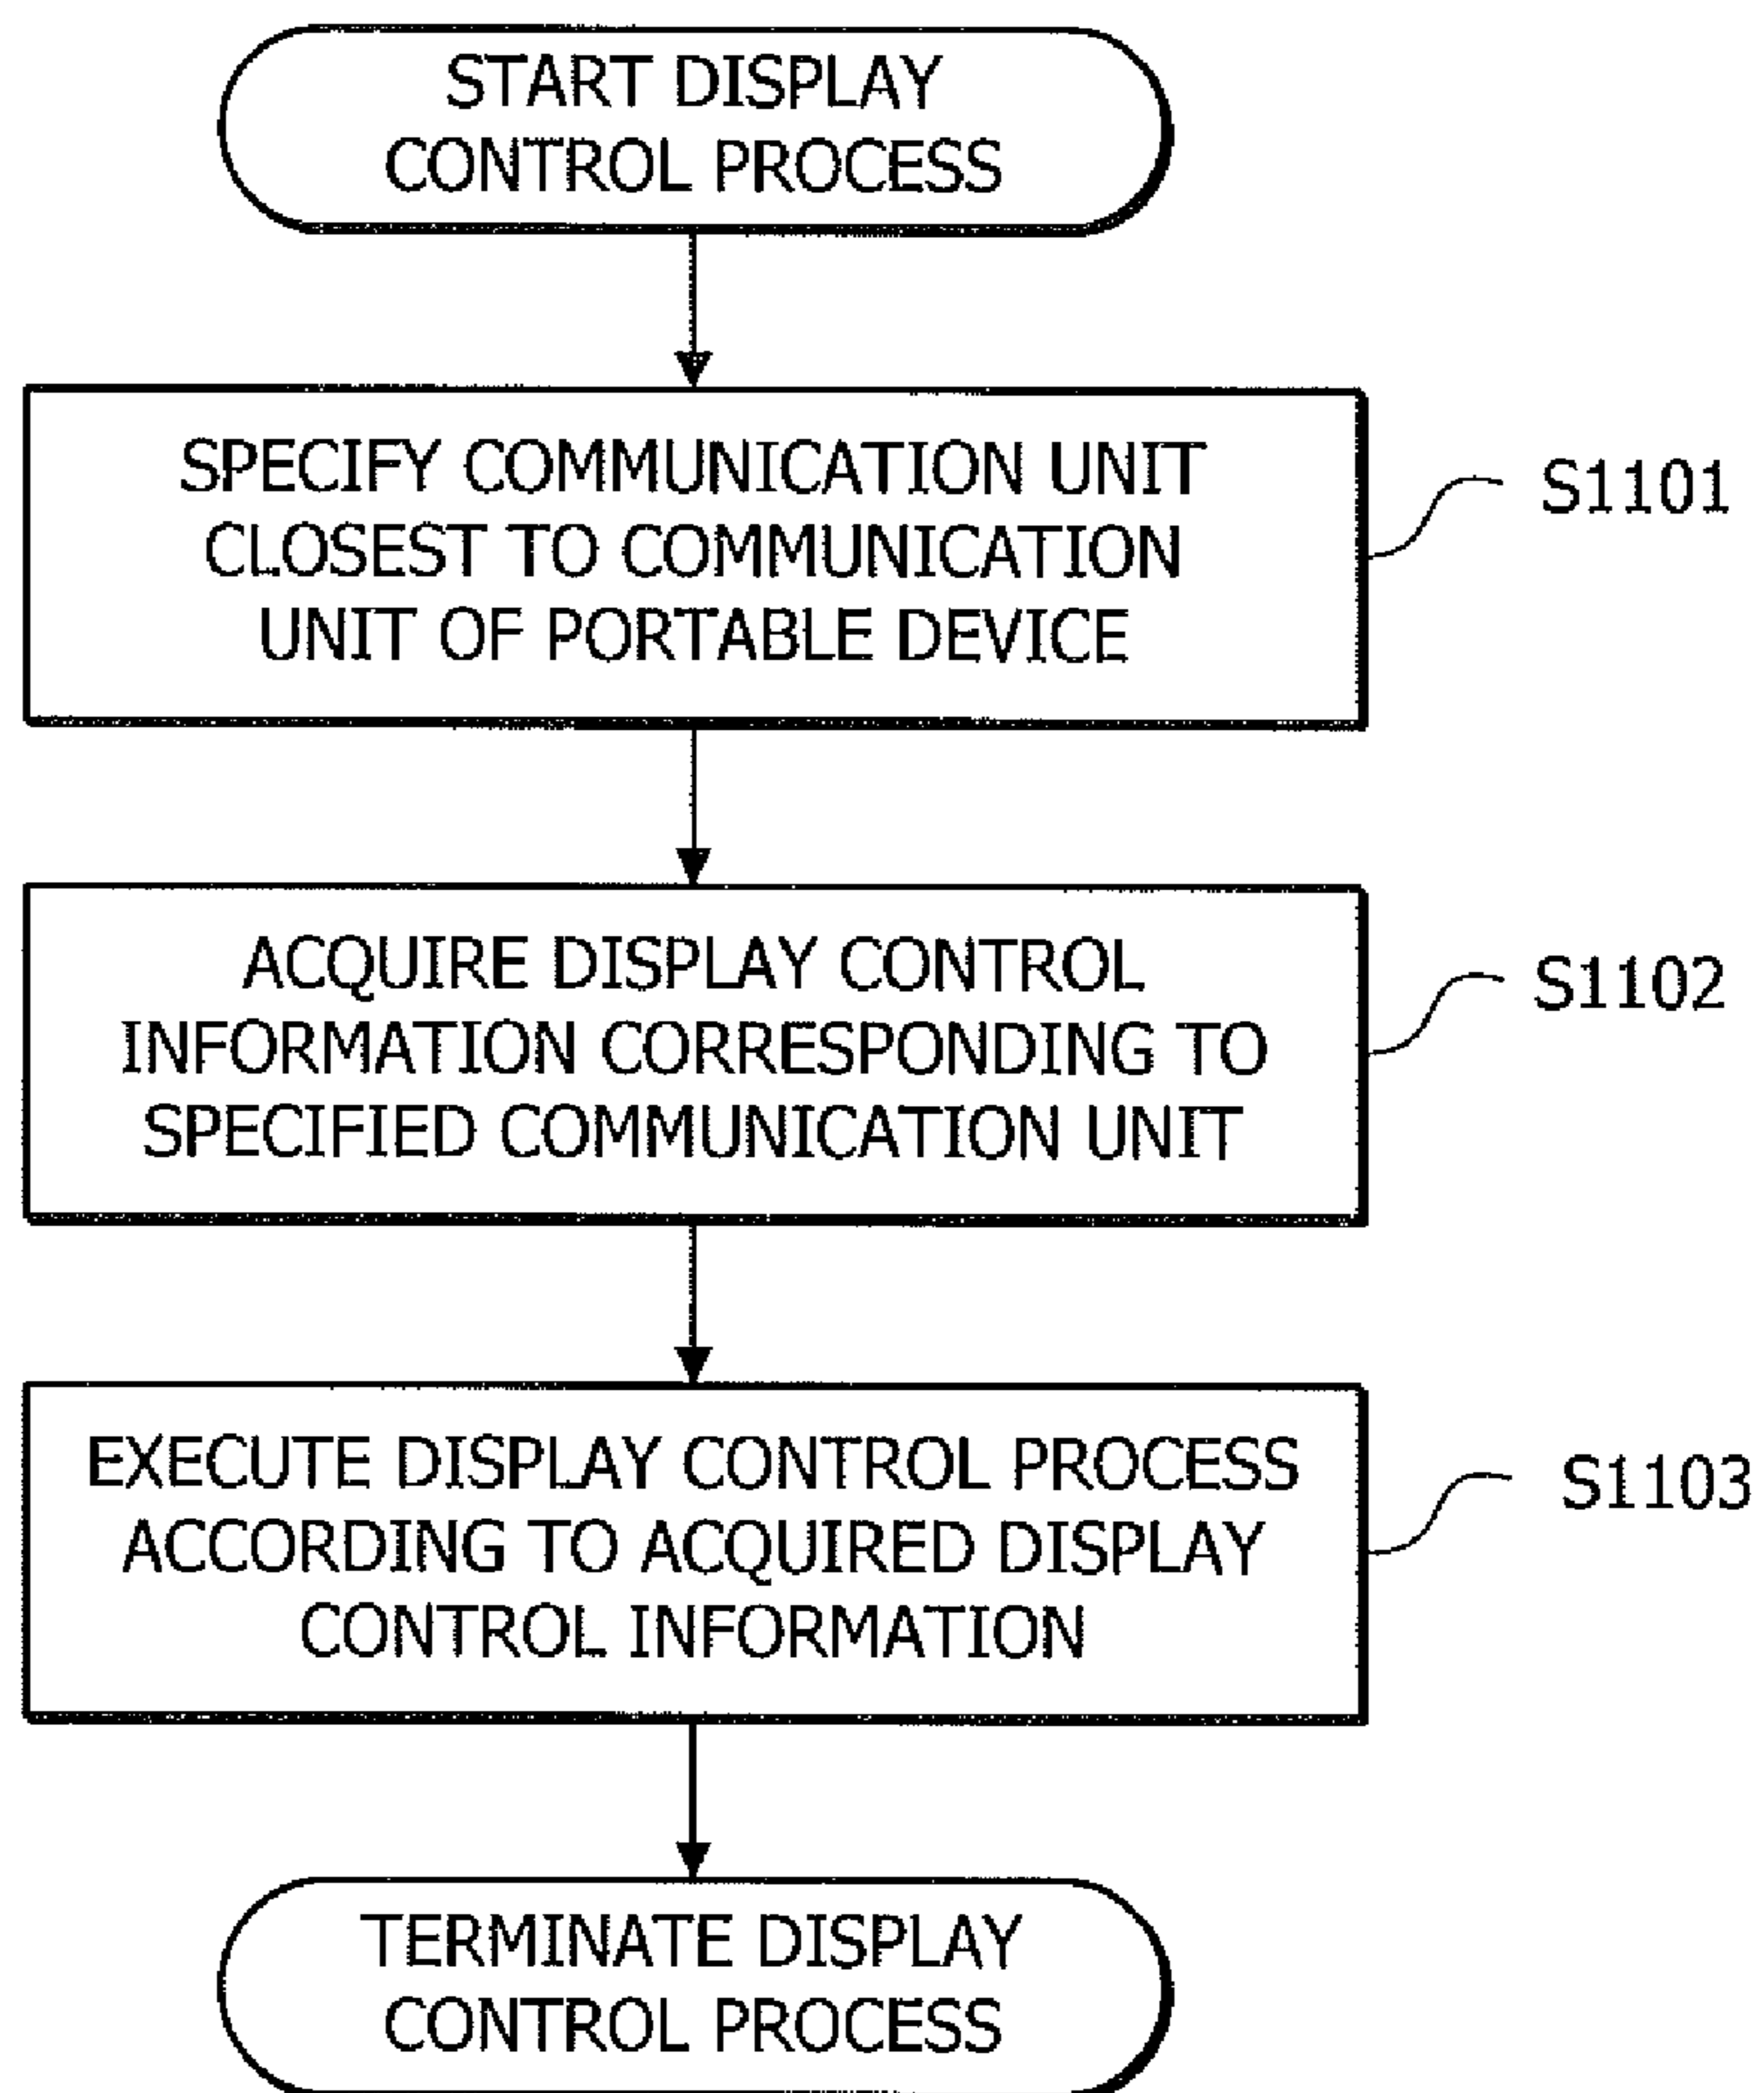 START DISPLAY
CONTROL PROCESS
SPECIFY COMMUNICATION UNIT
CLOSEST TO COMMUNICATION
UNIT OF PORTABLE DEVICE
S1101
ACQUIRE DISPLAY CONTROL
INFORMATION CORRESPONDING TO
SPECIFIED COMMUNICATION UNIT
S1102
EXECUTE DISPLAY CONTROL PROCESS
ACCORDING TO ACQUIRED DISPLAY
CONTROL INFORMATION
S1103
TERMINATE DISPLAY
CONTROL PROCESS